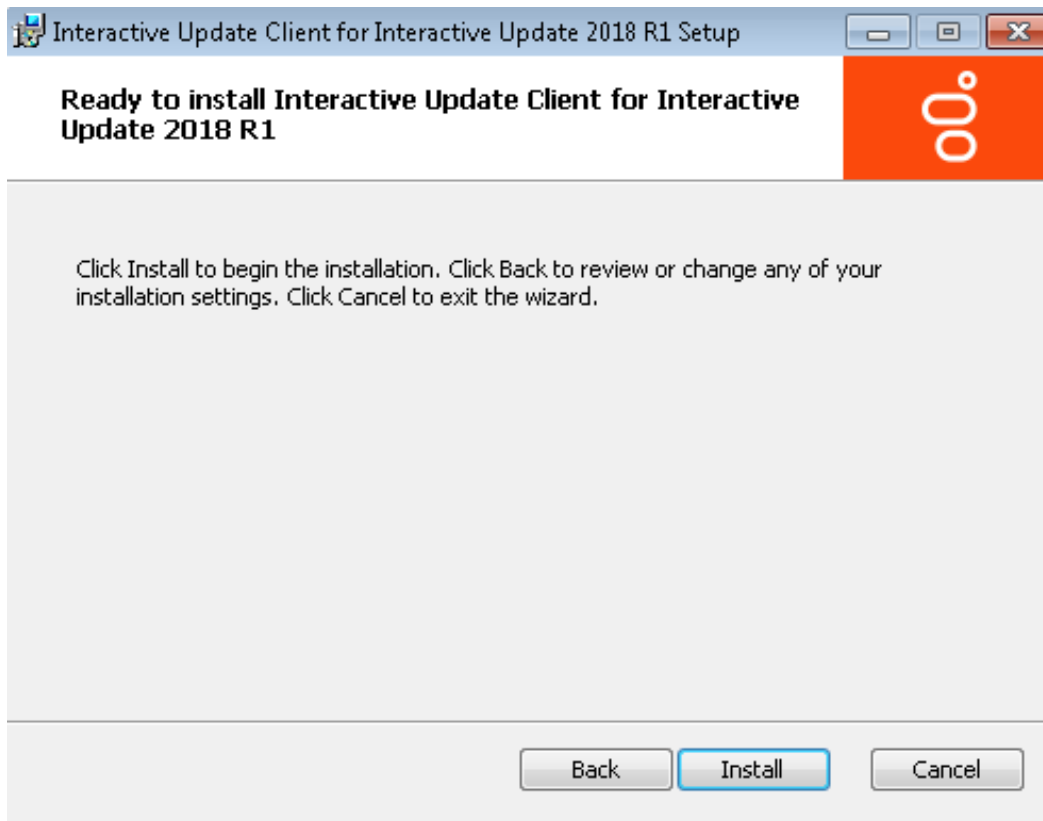 Interactive Update Client for Interactive Update 2018 R1 Setup
Ready to install Interactive Update Client for Interactive
Update 2018 R1
Click Install to begin the installation. Click Back to review or change any of your
installation settings. Click Cancel to exit the wizard.
Back Install Cancel